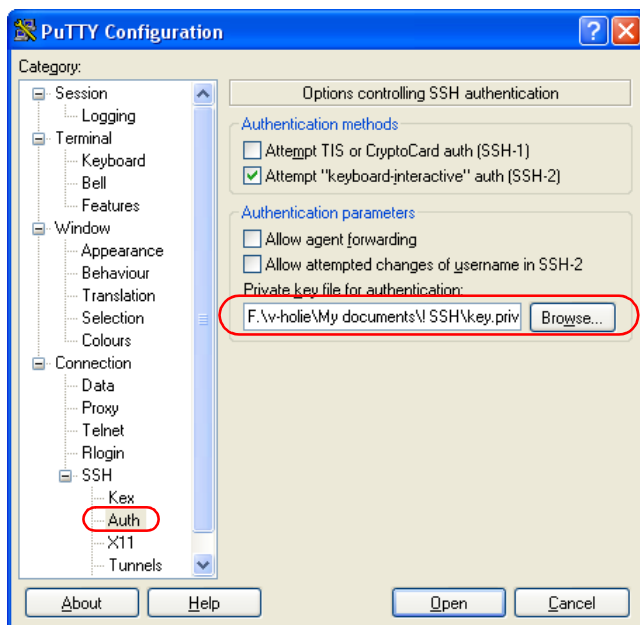 PuTTY Configuration
Category:
Session
Logging
Terminal
Keyboard
Bell
Features
Window
Appearance
Behaviour
Translation
Selection
Colours
Connection
Data
Proxy
Telnet
Rlogin
SSH
Kex
Auth
X11
Tunnels
Options controlling SSH authentication
Authentication methods
Attempt TIS or CryptoCard auth (SSH-1)
Attempt "keyboard-interactive" auth (SSH-2)
Authentication parameters
Allow agent forwarding
Allow attempted changes of username in SSH-2
Private key file for authentication:
F.\v-holie\My documents\! SSH\key.priv Browse...
About Help Open Cancel